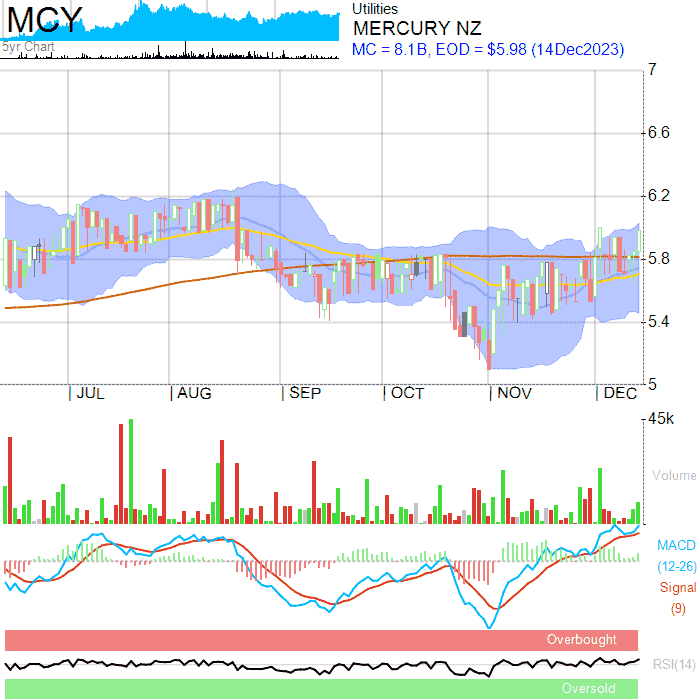 MCY
Utilities
MERCURY NZ
5yr Chart
MC = 8.1B, EOD = $5.98 (14Dec2023)
7
6.6
6.2
5.8
5.4
5
JUL AUG SEP OCT NOV DEC
45k
Volume
MACD
(12-26)
Signal
(9)
Overbought
RSI(14)
Oversold